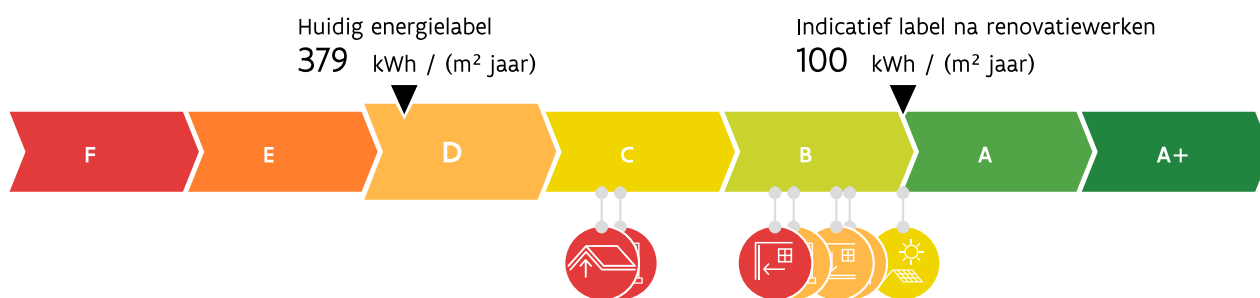 Huidig energielabel
379 kWh / (m² jaar)
Indicatief label na renovatiewerken
100 kWh / (m² jaar)
F E D C B A A+